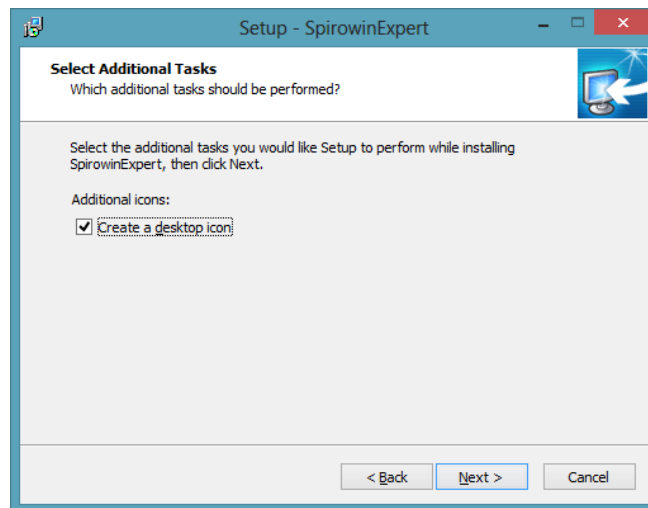 Setup - SpirowinExpert
Select Additional Tasks
Which additional tasks should be performed?
Select the additional tasks you would like Setup to perform while installing
SpirowinExpert, then click Next.
Additional icons:
Create a desktop icon
< Back
Next >
Cancel